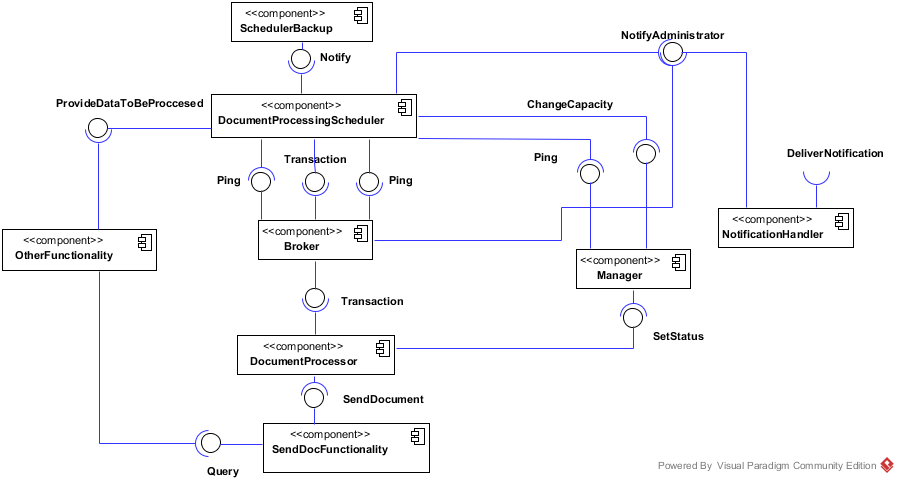 <<component>>
SchedulerBackup
NotifyAdministrator
Notify
ProvideDataToBeProccesed
<<component>>
DocumentProcessingScheduler
ChangeCapacity
Transaction
Ping
Ping
Ping
DeliverNotification
<<component>>
NotificationHandler
<<component>>
OtherFunctionality
<<component>>
Broker
<<component>>
Manager
Transaction
SetStatus
<<component>>
DocumentProcessor
SendDocument
<<component>>
SendDocFunctionality
Query
Powered By Visual Paradigm Community Edition